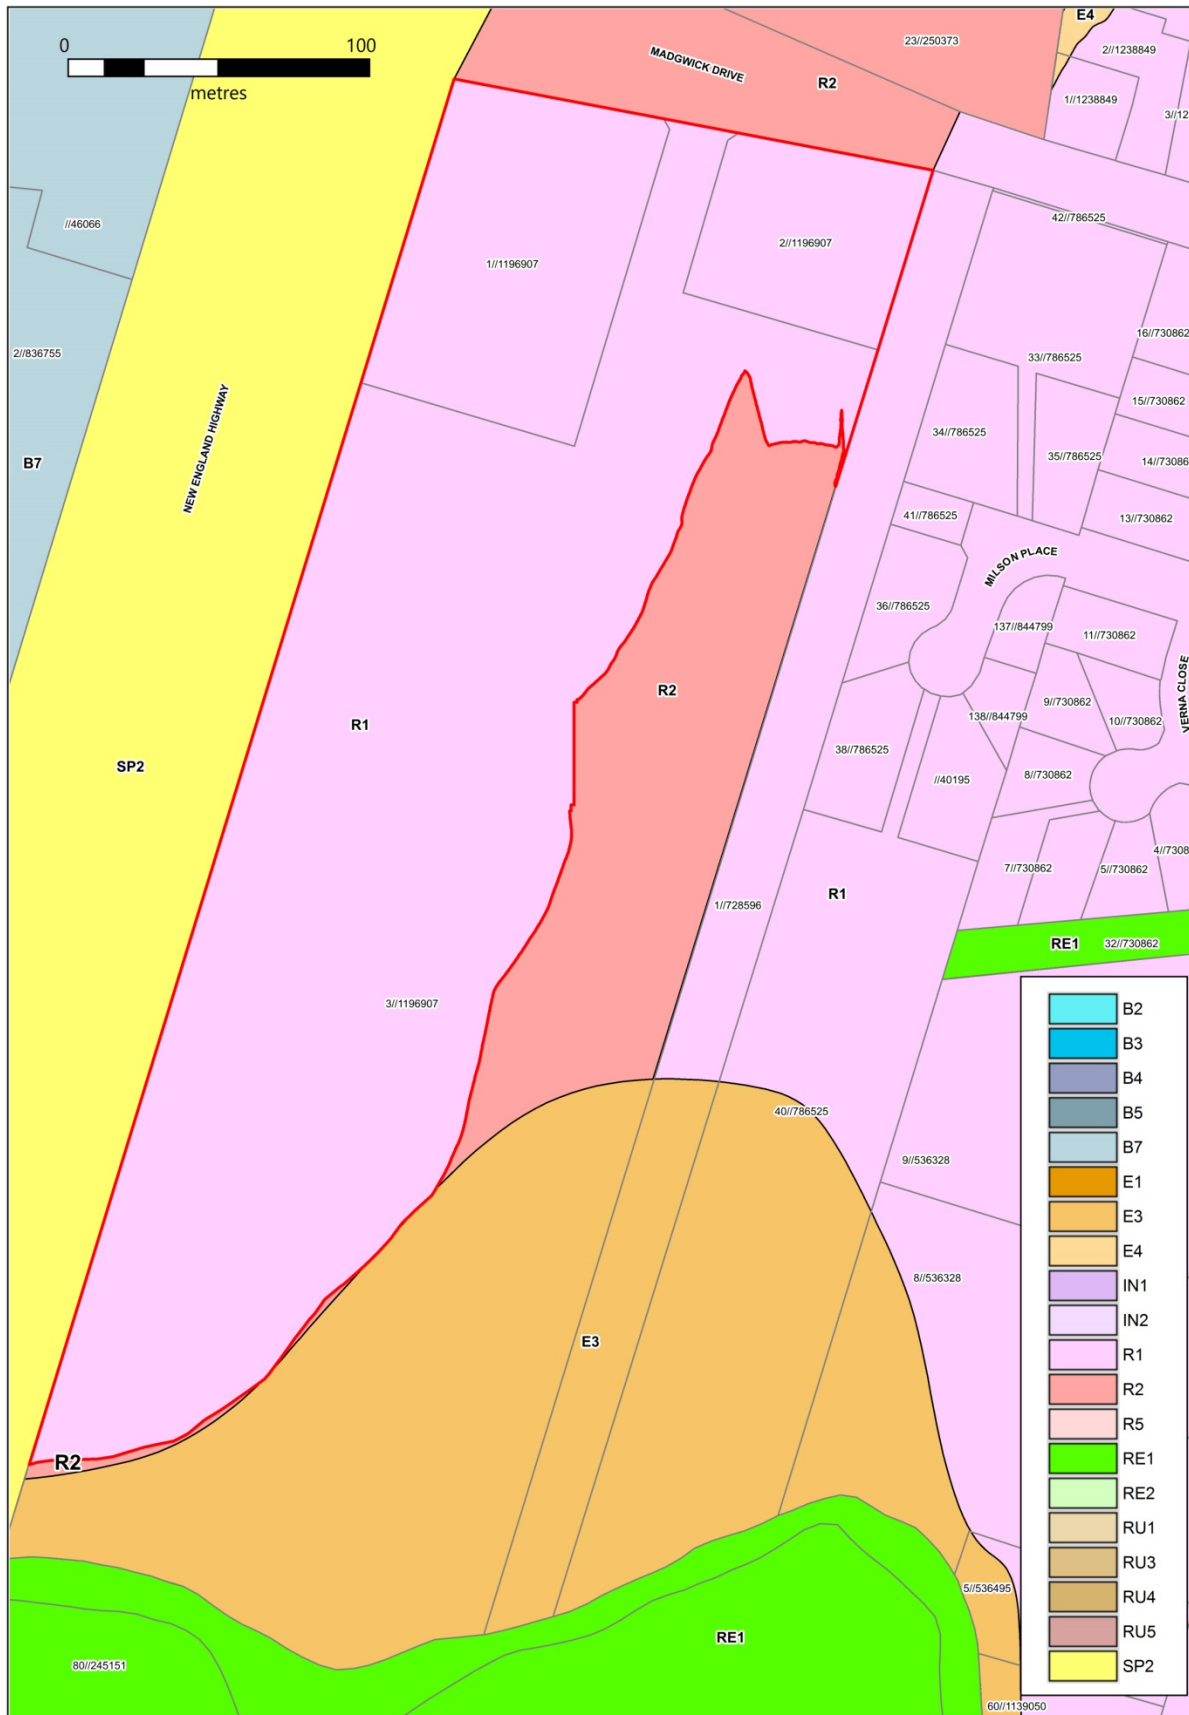 0 100
metres
E4
23//250373
MADGWICK DRIVE
R2
2//1238849
1//1238849
3//12
//46066
42//786525
2//1196907
1//1196907
16//730862
2//836755
33//786525
15//730862
NEW ENGLAND HIGHWAY
34//786525
35//786525
14//73086
B7
41//786525
13//730862
MILSON PLACE
36//786525
137//844799
11//730862
VERNA CLOSE
R2
9//730862
138//844799
10//730862
R1
38//786525
SP2
//40195
8//730862
4//7308
7//730862
5//730862
R1
1//728596
RE1
32//730862
3//1196907
40//786525
9//536328
8//536328
E3
R2
5//536495
RE1
80//245151
60//1139050
B2
B3
B4
B5
B7
E1
E3
E4
IN1
IN2
R1
R2
R5
RE1
RE2
RU1
RU3
RU4
RU5
SP2